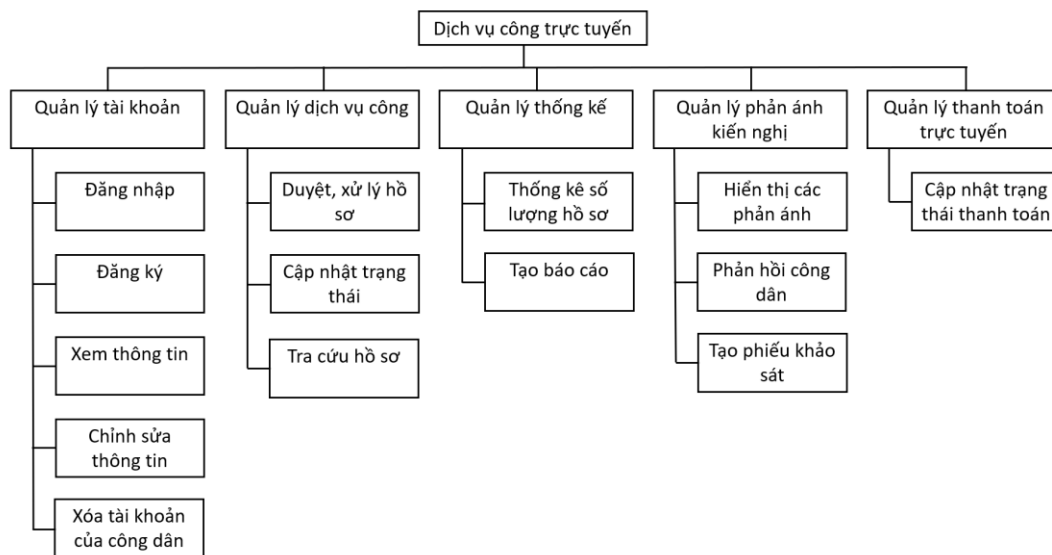 Dịch vụ công trực tuyến
Quản lý tài khoản
Quản lý dịch vụ công
Quản lý thống kế
Quản lý phản ánh
kiến nghị
Quản lý thanh toán
trực tuyến
Đăng nhập
Đăng ký
Xem thông tin
Chỉnh sửa
thông tin
Xóa tài khoản
của công dân
Duyệt, xử lý hồ
sơ
Cập nhật trạng
thái
Tra cứu hồ sơ
Thống kê số
lượng hồ sơ
Tạo báo cáo
Hiển thị các
phản ánh
Phản hồi công
dân
Tạo phiếu khảo
sát
Cập nhật trạng
thái thanh toán